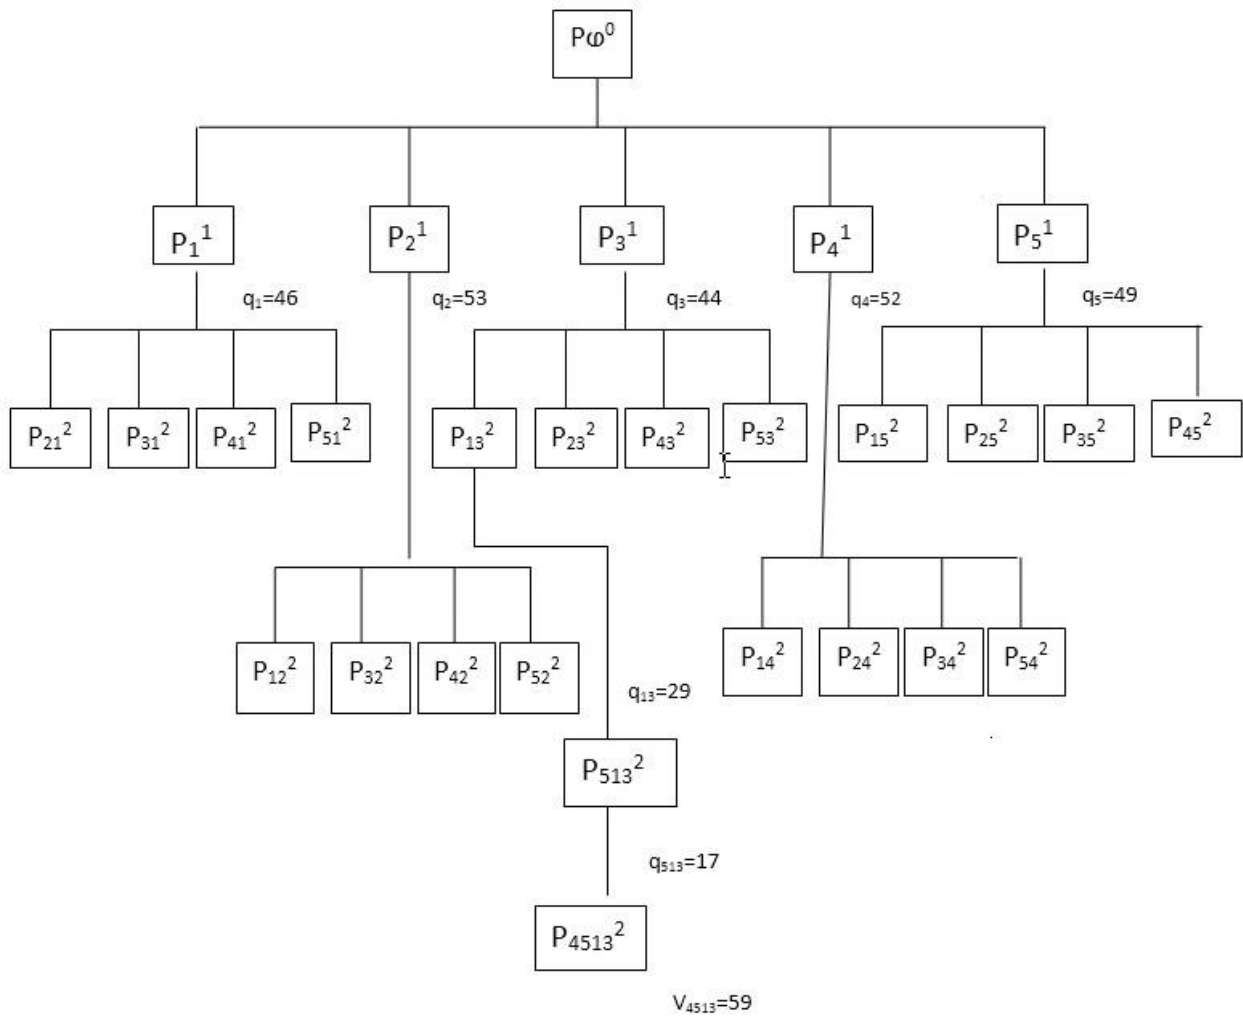 Pφ⁰
P₁¹ P₂¹ P₃¹ P₄¹ P₅¹
q₁=46 q₂=53 q₃=44 q₄=52 q₅=49
P₂₁² P₃₁² P₄₁² P₅₁² P₁₃² P₂₃² P₄₃² P₅₃² P₁₅² P₂₅² P₃₅² P₄₅²
P₁₂² P₃₂² P₄₂² P₅₂² P₁₄² P₂₄² P₃₄² P₅₄²
q₁₃=29
P₅₁₃²
q₅₁₃=17
P₄₅₁₃²
V₄₅₁₃=59